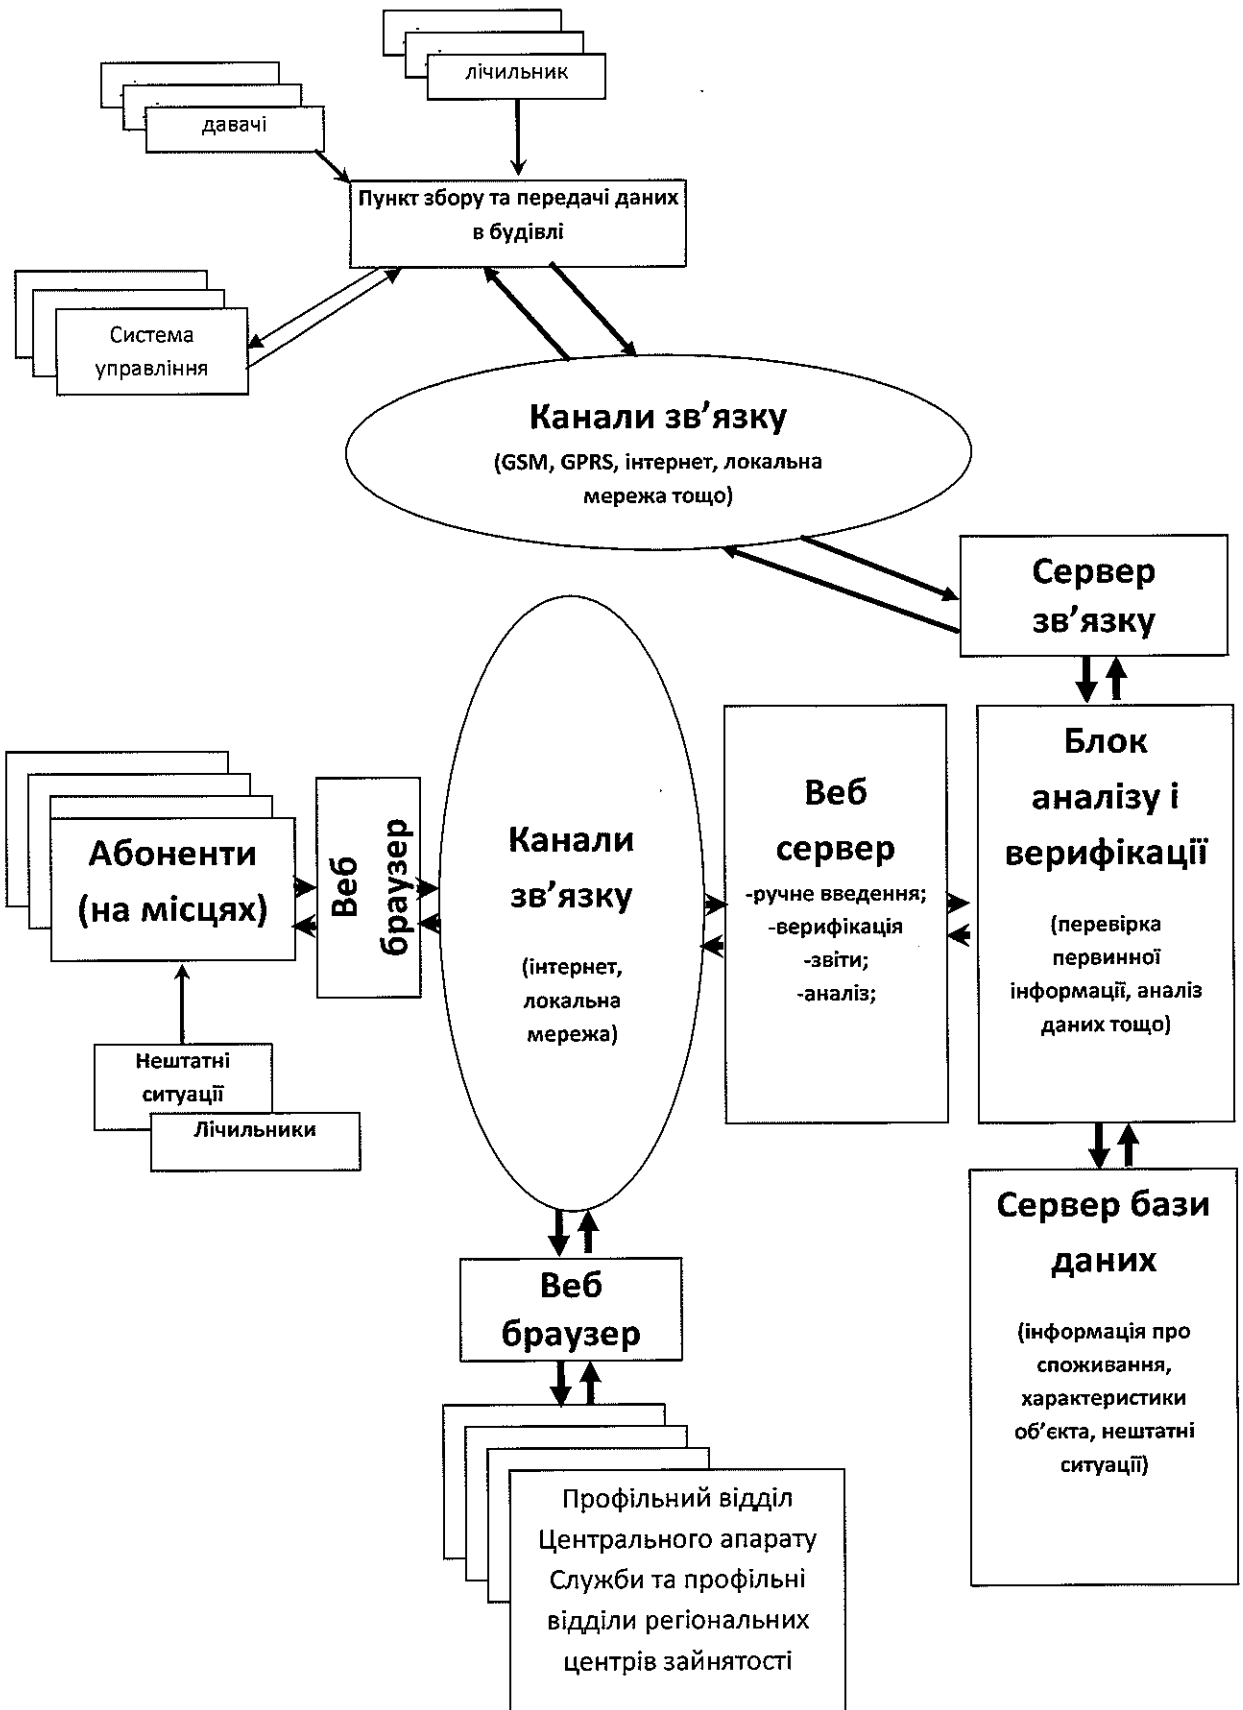 лічильник
давачі
Пункт збору та передачі даних
в будівлі
Система
управління
Канали зв’язку
(GSM, GPRS, інтернет, локальна
мережа тощо)
Сервер
зв’язку
Блок
аналізу і
верифікації
(перевірка
первинної
інформації, аналіз
даних тощо)
Веб
сервер
-ручне введення;
-верифікація
-звіти;
-аналіз;
Канали
зв’язку
(інтернет,
локальна
мережа)
Веб
браузер
Абоненти
(на місцях)
Нештатні
ситуації
Лічильники
Сервер бази
даних
(інформація про
споживання,
характеристики
об’єкта, нештатні
ситуації)
Веб
браузер
Профільний відділ
Центрального апарату
Служби та профільні
відділи регіональних
центрів зайнятості